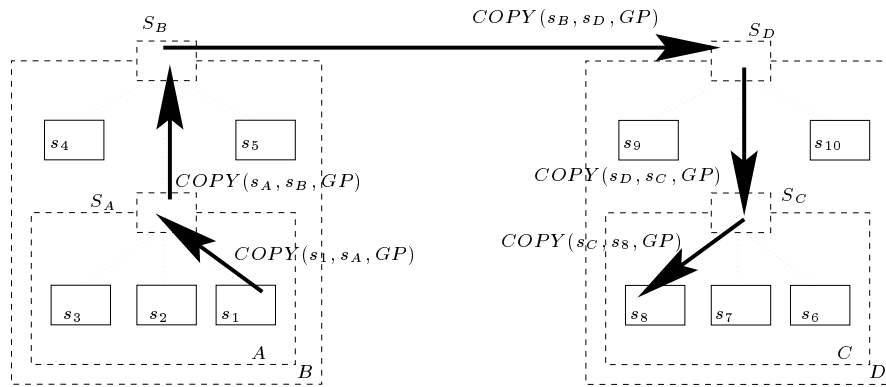 COPY(s_B, s_D, GP)
S_B
S_D
s_4
s_5
s_9
s_10
COPY(s_A, s_B, GP)
COPY(s_D, s_C, GP)
S_A
S_C
COPY(s_1, s_A, GP)
COPY(s_C, s_8, GP)
s_3
s_2
s_1
s_8
s_7
s_6
A
C
B
D